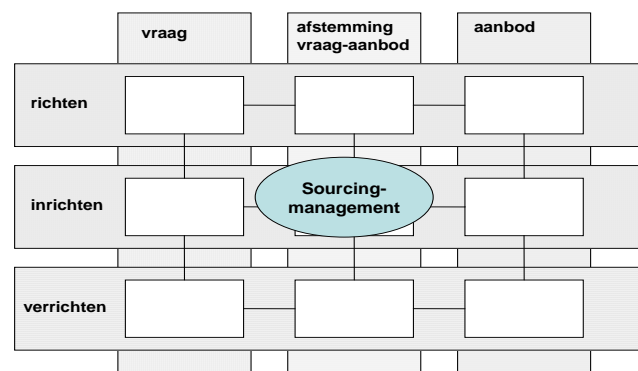 vraag
afstemming
vraag-aanbod
aanbod
richten
inrichten
Sourcing-
management
verrichten